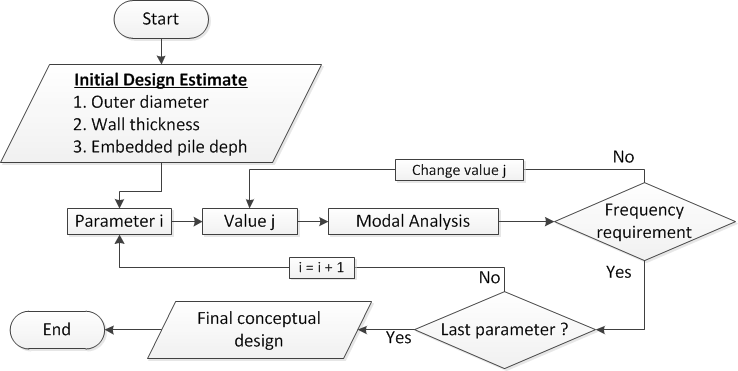 Start
Initial Design Estimate
1. Outer diameter
2. Wall thickness
3. Embedded pile deph
Change value j
No
Parameter i
Value j
Modal Analysis
Frequency
requirement
i = i + 1
No
Yes
End
Final conceptual
design
Yes
Last parameter ?